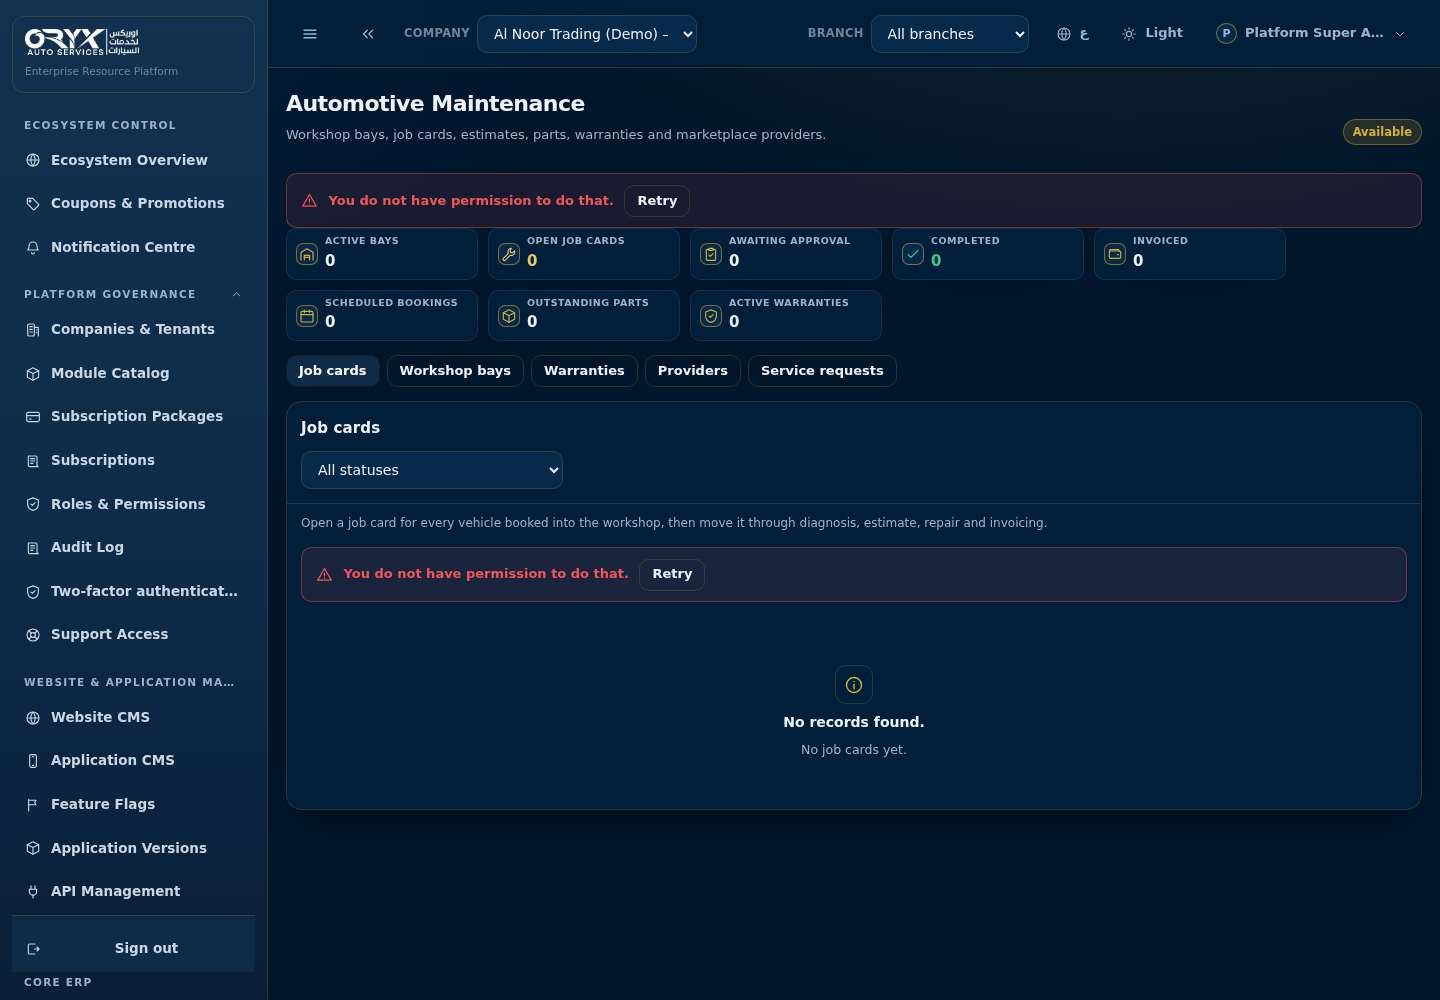 ORYX
AUTO SERVICES
اوريكس
لخدمات
السيارات
Enterprise Resource Platform
ECOSYSTEM CONTROL
Ecosystem Overview
Coupons & Promotions
Notification Centre
PLATFORM GOVERNANCE
Companies & Tenants
Module Catalog
Subscription Packages
Subscriptions
Roles & Permissions
Audit Log
Two-factor authenticat...
Support Access
WEBSITE & APPLICATION MA...
Website CMS
Application CMS
Feature Flags
Application Versions
API Management
Sign out
CORE ERP
COMPANY
Al Noor Trading (Demo) –
BRANCH
All branches
ع
Light
P
Platform Super A...
Automotive Maintenance
Workshop bays, job cards, estimates, parts, warranties and marketplace providers.
Available
You do not have permission to do that.
Retry
ACTIVE BAYS
0
OPEN JOB CARDS
0
AWAITING APPROVAL
0
COMPLETED
0
INVOICED
0
SCHEDULED BOOKINGS
0
OUTSTANDING PARTS
0
ACTIVE WARRANTIES
0
Job cards
Workshop bays
Warranties
Providers
Service requests
Job cards
All statuses
Open a job card for every vehicle booked into the workshop, then move it through diagnosis, estimate, repair and invoicing.
You do not have permission to do that.
Retry
No records found.
No job cards yet.